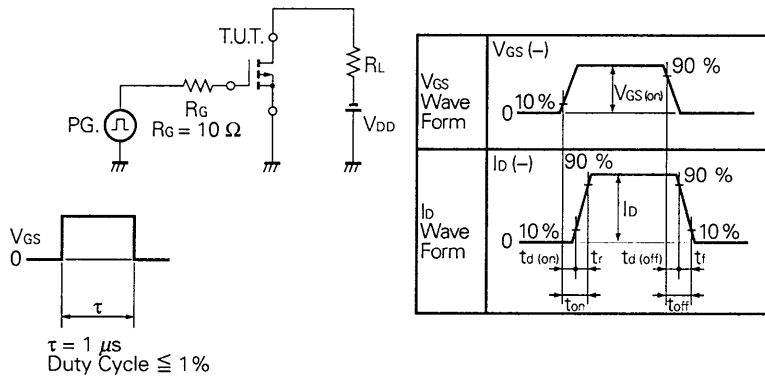 T.U.T.
RL
RG
RG = 10 Ω
PG.
VDD
VGS
0
τ
τ = 1 μs
Duty Cycle ≦ 1%
VGS
Wave
Form
VGS (–)
90 %
VGS (on)
10 %
0
ID
Wave
Form
ID (–)
90 %
90 %
ID
10 %
10 %
0
td (on)
tr
td (off)
tf
ton
toff